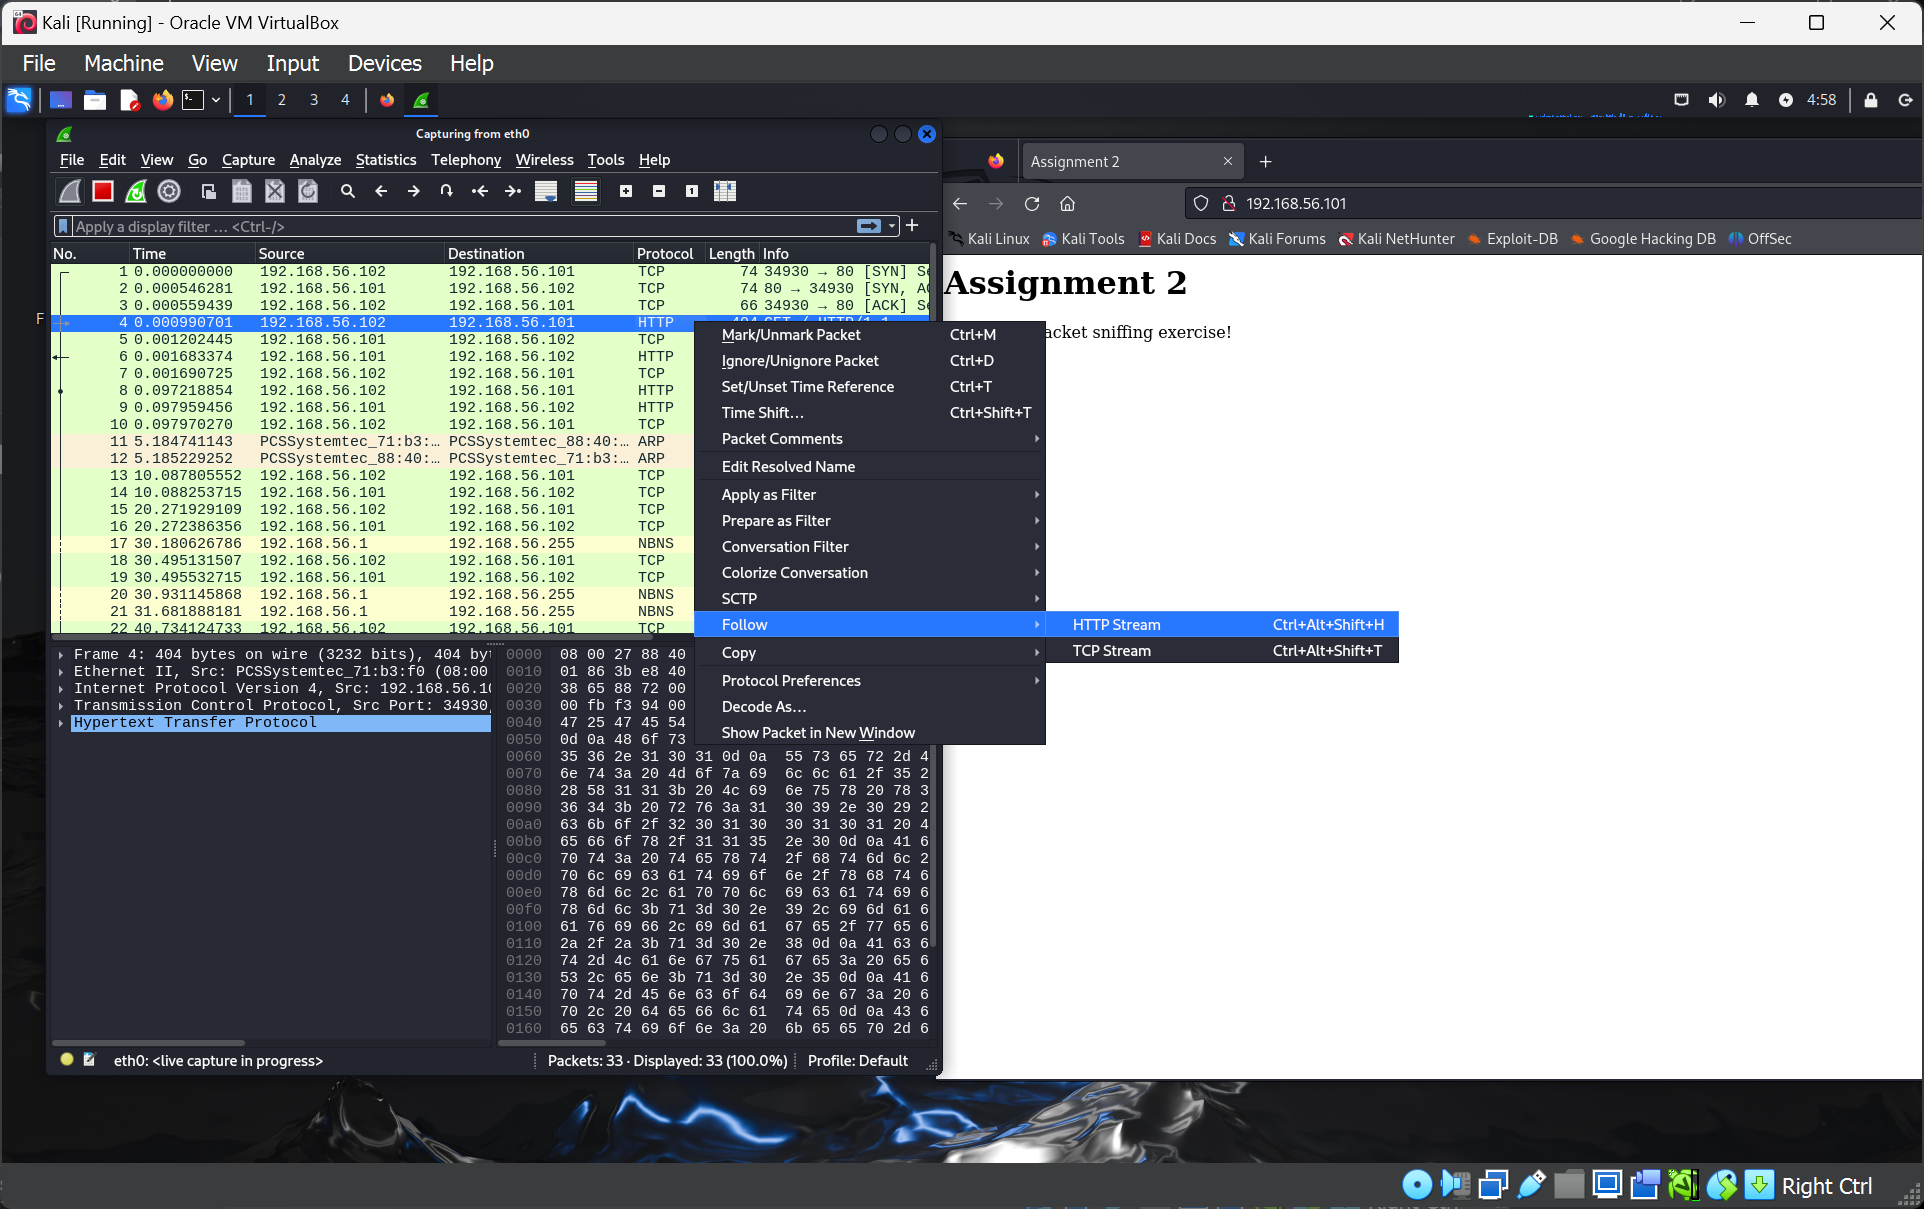 Kali [Running] - Oracle VM VirtualBox
File Machine View Input Devices Help
1 2 3 4 4:58
Capturing from eth0
File Edit View Go Capture Analyze Statistics Telephony Wireless Tools Help
Apply a display filter ... <Ctrl-/>
No. Time Source Destination Protocol Length Info
1 0.000000000 192.168.56.102 192.168.56.101 TCP 74 34930 → 80 [SYN] Se
2 0.000546281 192.168.56.101 192.168.56.102 TCP 74 80 → 34930 [SYN, AC
3 0.000559439 192.168.56.102 192.168.56.101 TCP 66 34930 → 80 [ACK] Se
4 0.000990701 192.168.56.102 192.168.56.101 HTTP 404 GET / HTTP/1.1
5 0.001202445 192.168.56.101 192.168.56.102 TCP
6 0.001683374 192.168.56.101 192.168.56.102 HTTP
7 0.001690725 192.168.56.102 192.168.56.101 TCP
8 0.097218854 192.168.56.102 192.168.56.101 HTTP
9 0.097959456 192.168.56.101 192.168.56.102 HTTP
10 0.097970270 192.168.56.102 192.168.56.101 TCP
11 5.184741143 PCSSystemtec_71:b3:… PCSSystemtec_88:40:… ARP
12 5.185229252 PCSSystemtec_88:40:… PCSSystemtec_71:b3:… ARP
13 10.087805552 192.168.56.102 192.168.56.101 TCP
14 10.088253715 192.168.56.101 192.168.56.102 TCP
15 20.271929109 192.168.56.102 192.168.56.101 TCP
16 20.272386356 192.168.56.101 192.168.56.102 TCP
17 30.180626786 192.168.56.1 192.168.56.255 NBNS
18 30.495131507 192.168.56.102 192.168.56.101 TCP
19 30.495532715 192.168.56.101 192.168.56.102 TCP
20 30.931145868 192.168.56.1 192.168.56.255 NBNS
21 31.681888181 192.168.56.1 192.168.56.255 NBNS
22 40.734124733 192.168.56.102 192.168.56.101 TCP
Mark/Unmark Packet Ctrl+M
Ignore/Unignore Packet Ctrl+D
Set/Unset Time Reference Ctrl+T
Time Shift… Ctrl+Shift+T
Packet Comments
Edit Resolved Name
Apply as Filter
Prepare as Filter
Conversation Filter
Colorize Conversation
SCTP
Follow
Copy
Protocol Preferences
Decode As…
Show Packet in New Window
HTTP Stream Ctrl+Alt+Shift+H
TCP Stream Ctrl+Alt+Shift+T
Frame 4: 404 bytes on wire (3232 bits), 404 byt
Ethernet II, Src: PCSSystemtec_71:b3:f0 (08:00
Internet Protocol Version 4, Src: 192.168.56.10
Transmission Control Protocol, Src Port: 34930,
Hypertext Transfer Protocol
0000 08 00 27 88 40
0010 01 86 3b e8 40
0020 38 65 88 72 00
0030 00 fb f3 94 00
0040 47 25 47 45 54
0050 0d 0a 48 6f 73
0060 35 36 2e 31 30 31 0d 0a 55 73 65 72 2d 4
0070 6e 74 3a 20 4d 6f 7a 69 6c 6c 61 2f 35 2
0080 28 58 31 31 3b 20 4c 69 6e 75 78 20 78 3
0090 36 34 3b 20 72 76 3a 31 30 39 2e 30 29 2
00a0 63 6b 6f 2f 32 30 31 30 30 31 30 31 20 4
00b0 65 66 6f 78 2f 31 31 35 2e 30 0d 0a 41 6
00c0 70 74 3a 20 74 65 78 74 2f 68 74 6d 6c 2
00d0 70 6c 69 63 61 74 69 6f 6e 2f 78 68 74 6
00e0 78 6d 6c 2c 61 70 70 6c 69 63 61 74 69 6
00f0 78 6d 6c 3b 71 3d 30 2e 39 2c 69 6d 61 6
0100 61 76 69 66 2c 69 6d 61 67 65 2f 77 65 6
0110 2a 2f 2a 3b 71 3d 30 2e 38 0d 0a 41 63 6
0120 74 2d 4c 61 6e 67 75 61 67 65 3a 20 65 6
0130 53 2c 65 6e 3b 71 3d 30 2e 35 0d 0a 41 6
0140 70 74 2d 45 6e 63 6f 64 69 6e 67 3a 20 6
0150 70 2c 20 64 65 66 6c 61 74 65 0d 0a 43 6
0160 65 63 74 69 6f 6e 3a 20 6b 65 65 70 2d 6
eth0: <live capture in progress> Packets: 33 · Displayed: 33 (100.0%) Profile: Default
F
Assignment 2
192.168.56.101
Kali Linux Kali Tools Kali Docs Kali Forums Kali NetHunter Exploit-DB Google Hacking DB OffSec
Assignment 2
acket sniffing exercise!
Right Ctrl